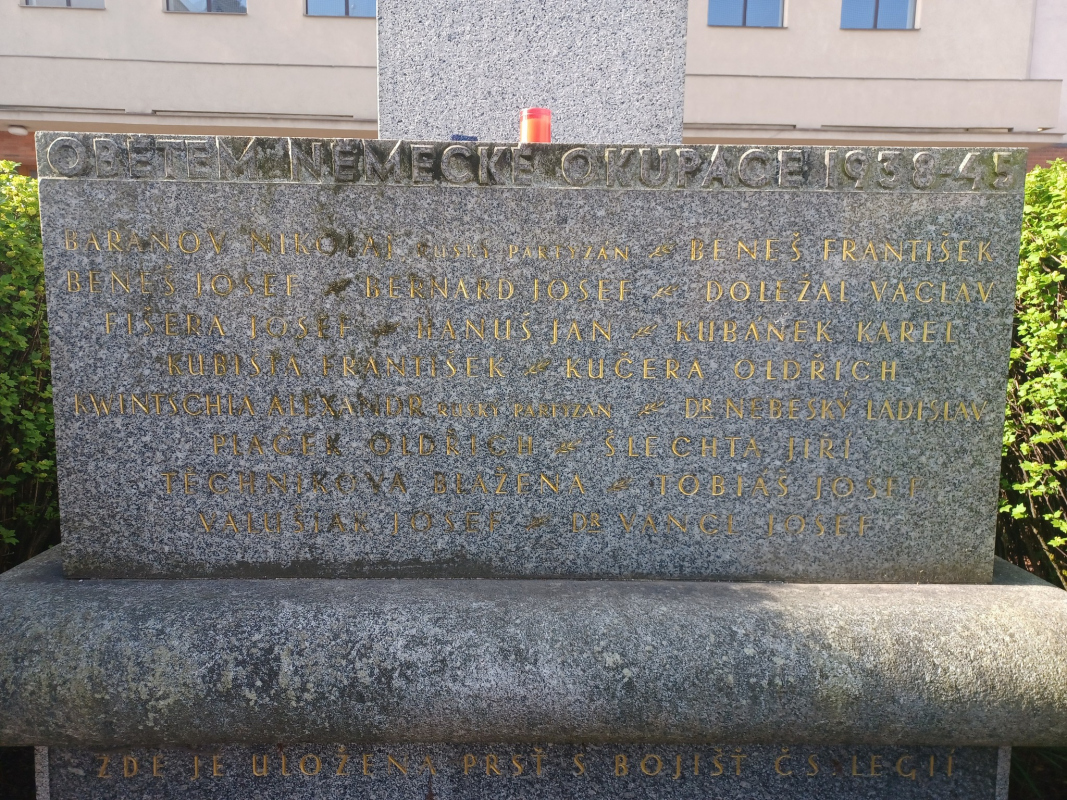 OBĚTEM NĚMECKÉ OKUPACE 1938-45
BARANOV NIKOLAJ RUSKÝ PARTYZÁN BENEŠ FRANTIŠEK
BENEŠ JOSEF BERNARD JOSEF DOLEŽAL VÁCLAV
FIŠERA JOSEF HANUŠ JAN KUBÁNEK KAREL
KUBIŠTA FRANTIŠEK KUČERA OLDŘICH
KWINTSCHIA ALEXANDR RUSKÝ PARTYZÁN DR NEBESKÝ LADISLAV
PLAČEK OLDŘICH ŠLECHTA JIŘÍ
TĚCHNÍKOVÁ BLAŽENA TOBIÁŠ JOSEF
VALUŠIAK JOSEF DR VANCL JOSEF
ZDE JE ULOŽENA PRSŤ S BOJIŠŤ ČS. LEGIÍ